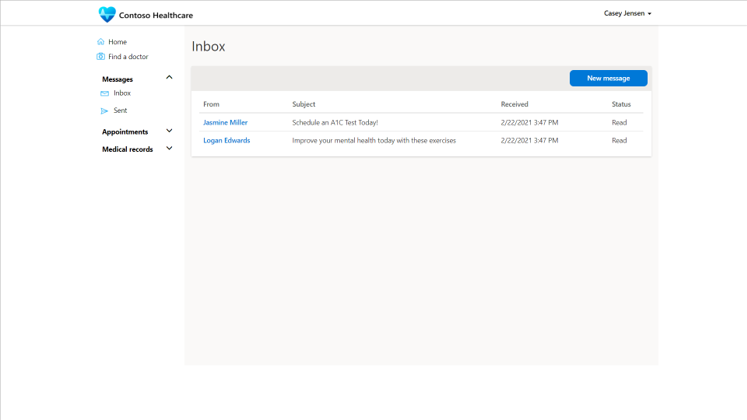 Contoso Healthcare
Casey Jensen
Home
Find a doctor
Messages
Inbox
Sent
Appointments
Medical records
Inbox
New message
From Subject Received Status
Jasmine Miller Schedule an A1C Test Today! 2/22/2021 3:47 PM Read
Logan Edwards Improve your mental health today with these exercises 2/22/2021 3:47 PM Read